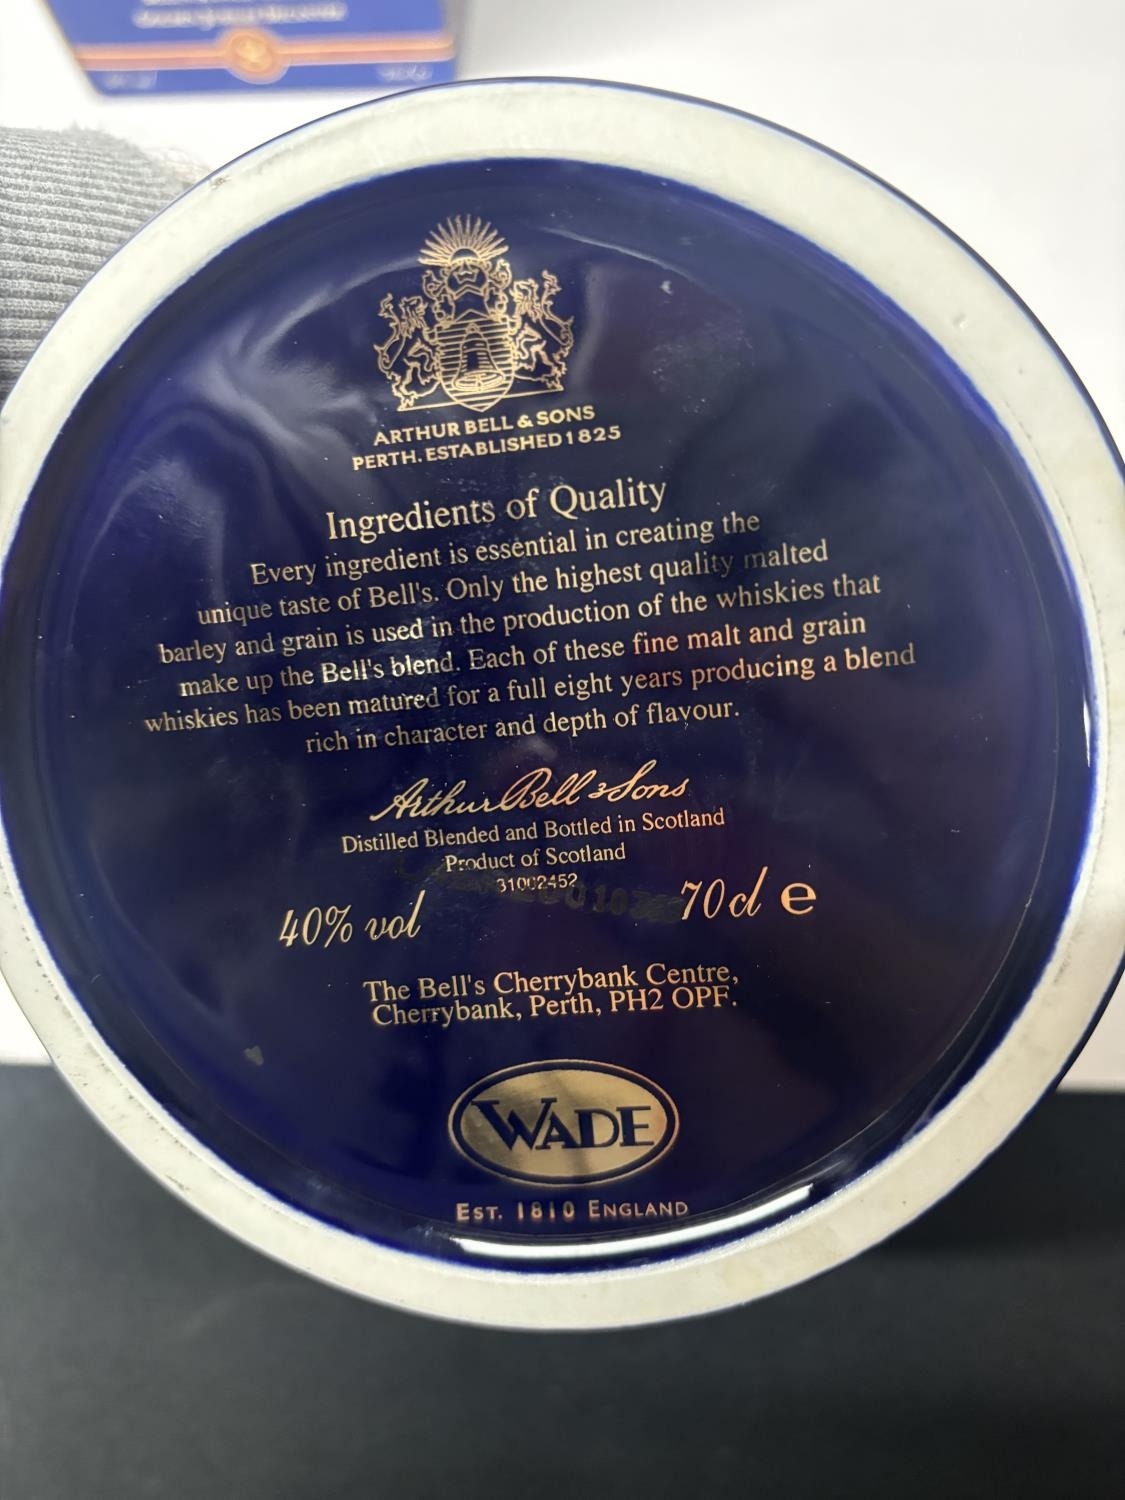 ARTHUR BELL & SONS
PERTH. ESTABLISHED 1825
Ingredients of Quality
Every ingredient is essential in creating the
unique taste of Bell's. Only the highest quality malted
barley and grain is used in the production of the whiskies that
make up the Bell's blend. Each of these fine malt and grain
whiskies has been matured for a full eight years producing a blend
rich in character and depth of flavour.
Arthur Bell & Sons
Distilled Blended and Bottled in Scotland
Product of Scotland
31002452
40% vol 70cl e
The Bell's Cherrybank Centre,
Cherrybank, Perth, PH2 OPF.
WADE
EST. 1810 ENGLAND